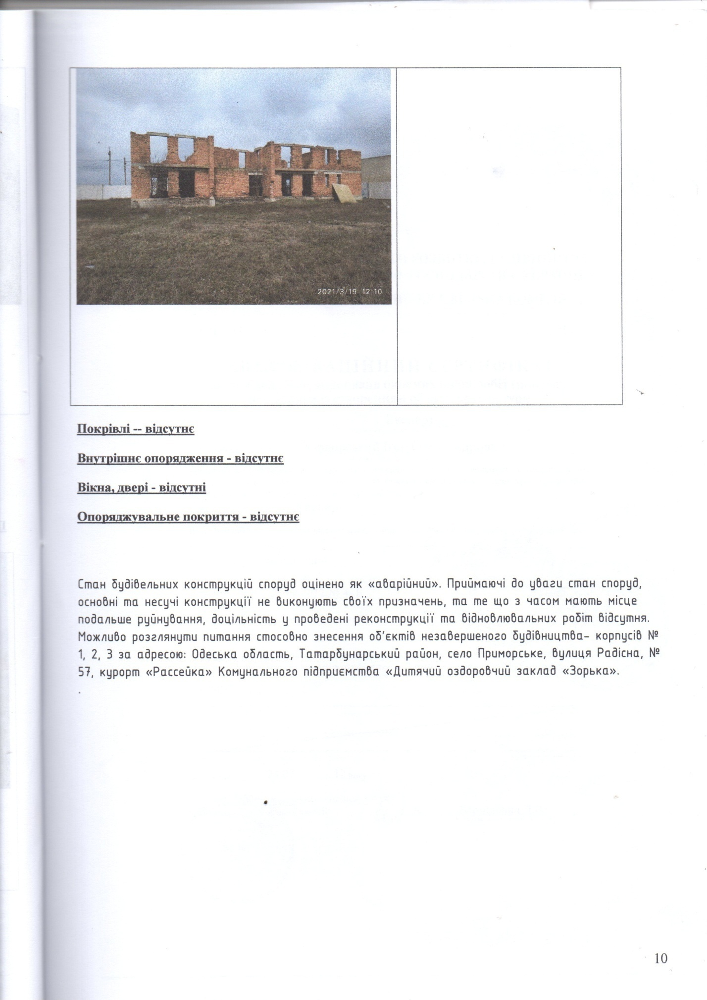 2021/3/19 12:10
Покрівлі -- відсутнє
Внутрішнє опорядження - відсутнє
Вікна, двері - відсутні
Опоряджувальне покриття - відсутнє
Стан будівельних конструкцій споруд оцінено як «аварійний». Приймаючі до уваги стан споруд,
основні та несучі конструкції не виконують своїх призначень, та те що з часом мають місце
подальше руйнування, доцільність у проведені реконструкції та відновлювальних робіт відсутня.
Можливо розглянути питання стосовно знесення об'єктів незавершеного будівництва– корпусів №
1, 2, 3 за адресою: Одеська область, Татарбунарський район, село Приморське, вулиця Радісна, №
57, курорт «Рассейка» Комунального підприємства «Дитячий оздоровчий заклад «Зорька».
.
10